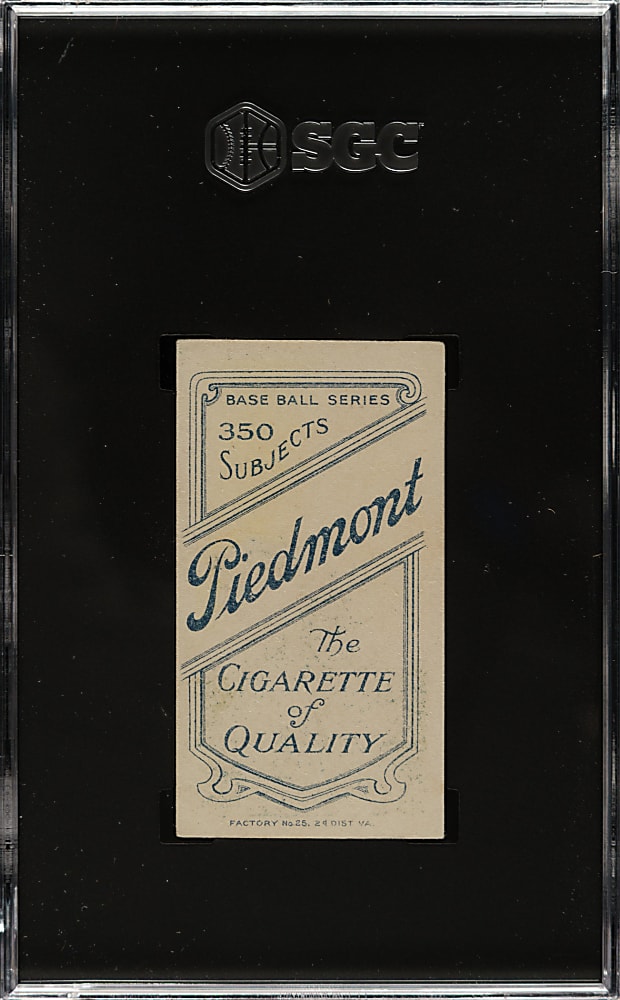 SGC
BASE BALL SERIES
350
SUBJECTS
Piedmont
The
CIGARETTE
of
QUALITY
FACTORY No 25, 2d DIST VA.